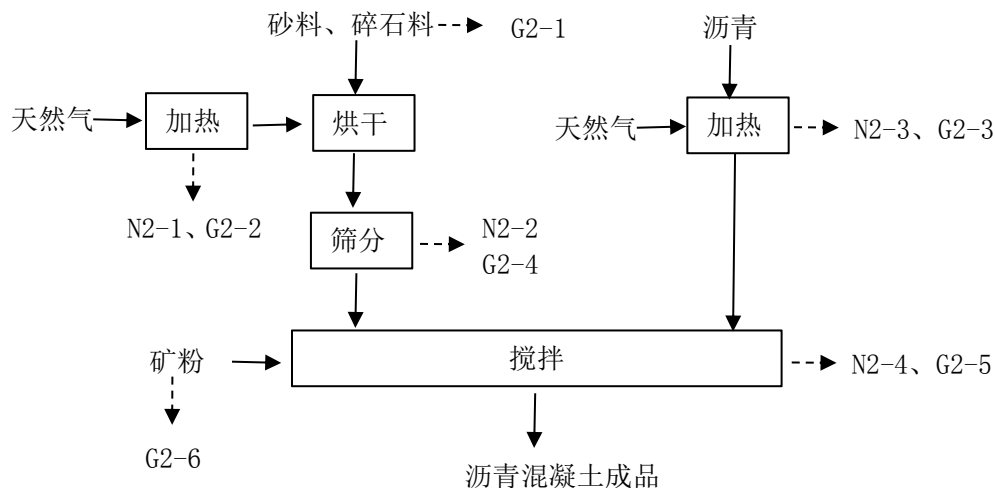 砂料、碎石料
G2-1
沥青
天然气
加热
烘干
天然气
加热
N2-3、G2-3
N2-1、G2-2
筛分
N2-2
G2-4
矿粉
搅拌
N2-4、G2-5
G2-6
沥青混凝土成品